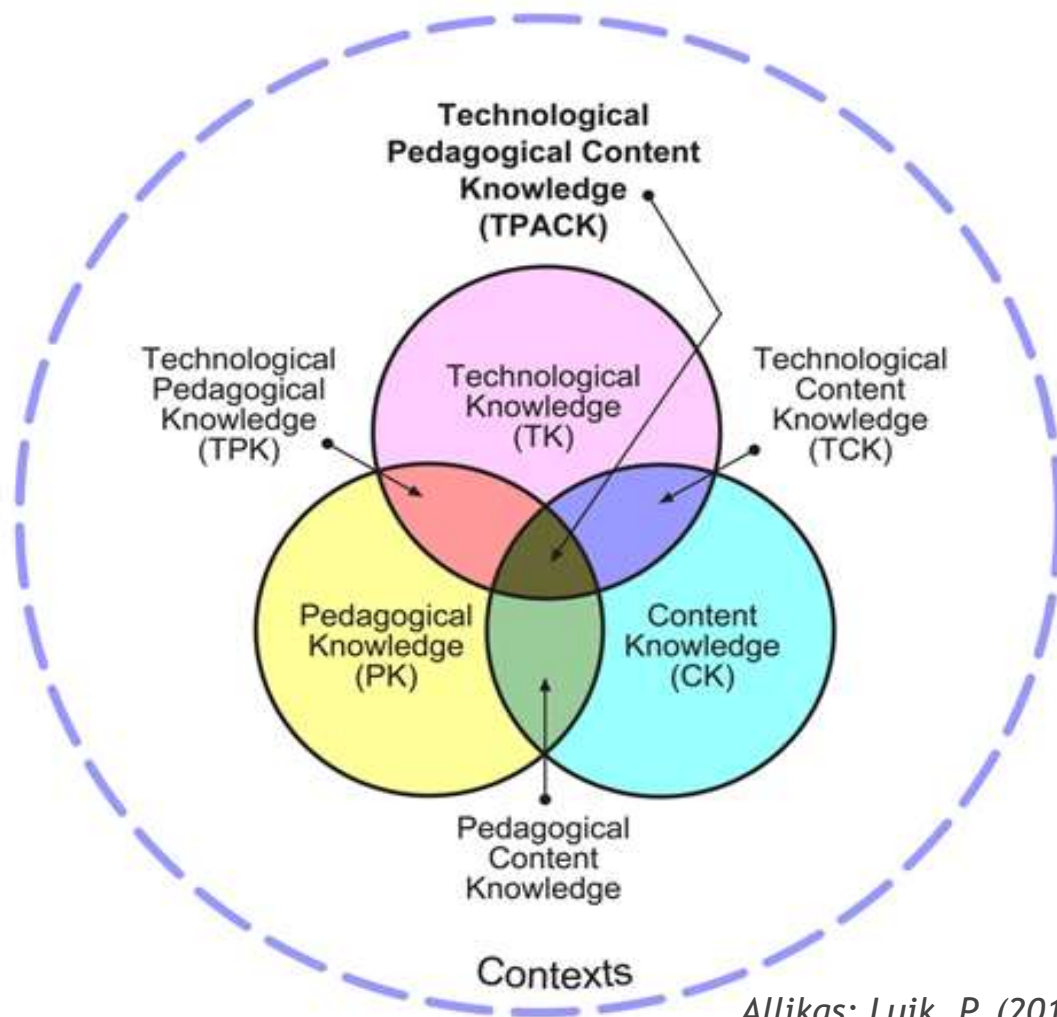 Technological
Pedagogical Content
Knowledge
(TPACK)
Technological
Pedagogical
Knowledge
(TPK)
Technological
Knowledge
(TK)
Technological
Content
Knowledge
(TCK)
Pedagogical
Knowledge
(PK)
Content
Knowledge
(CK)
Pedagogical
Content
Knowledge
Contexts
Allikas: Luik, P. (201